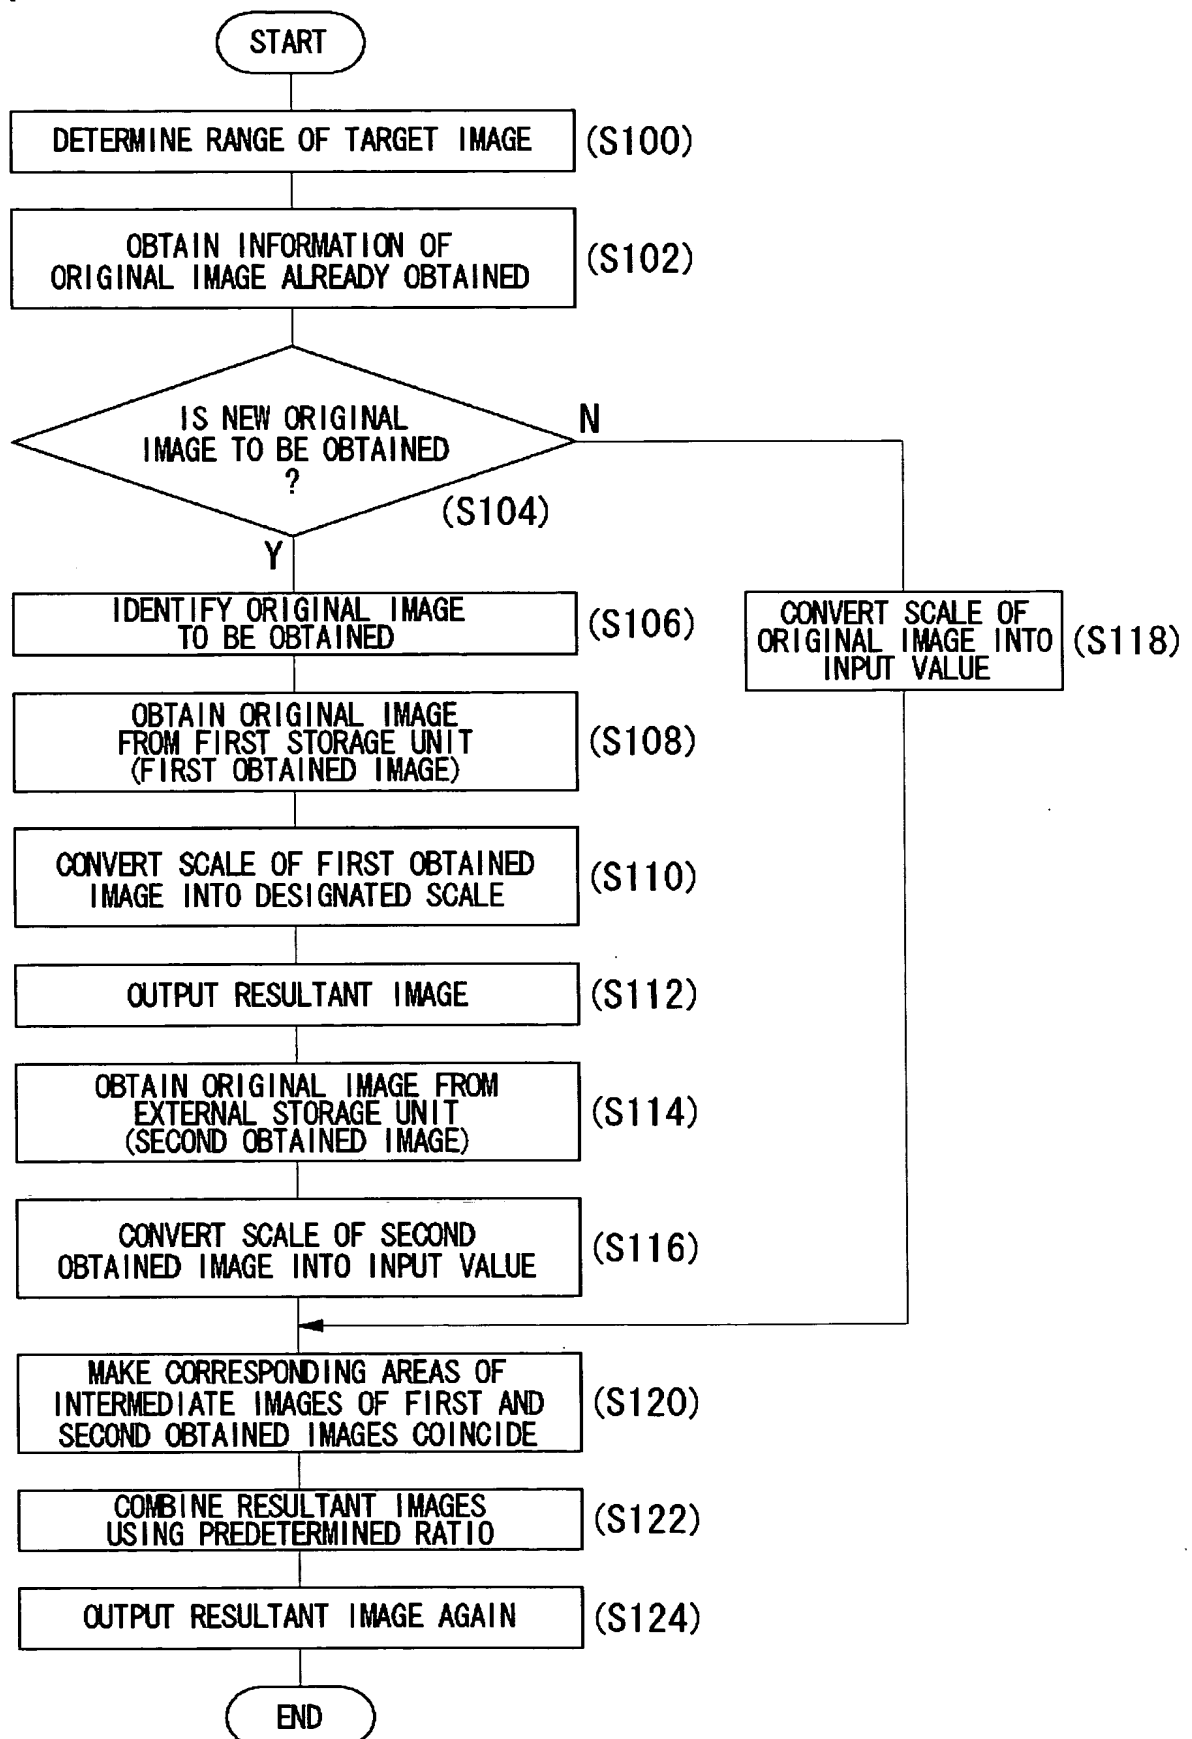 START
DETERMINE RANGE OF TARGET IMAGE
(S100)
OBTAIN INFORMATION OF
ORIGINAL IMAGE ALREADY OBTAINED
(S102)
IS NEW ORIGINAL
IMAGE TO BE OBTAINED
?
N
(S104)
Y
IDENTIFY ORIGINAL IMAGE
TO BE OBTAINED
(S106)
CONVERT SCALE OF
ORIGINAL IMAGE INTO
INPUT VALUE
(S118)
OBTAIN ORIGINAL IMAGE
FROM FIRST STORAGE UNIT
(FIRST OBTAINED IMAGE)
(S108)
CONVERT SCALE OF FIRST OBTAINED
IMAGE INTO DESIGNATED SCALE
(S110)
OUTPUT RESULTANT IMAGE
(S112)
OBTAIN ORIGINAL IMAGE FROM
EXTERNAL STORAGE UNIT
(SECOND OBTAINED IMAGE)
(S114)
CONVERT SCALE OF SECOND
OBTAINED IMAGE INTO INPUT VALUE
(S116)
MAKE CORRESPONDING AREAS OF
INTERMEDIATE IMAGES OF FIRST AND
SECOND OBTAINED IMAGES COINCIDE
(S120)
COMBINE RESULTANT IMAGES
USING PREDETERMINED RATIO
(S122)
OUTPUT RESULTANT IMAGE AGAIN
(S124)
END